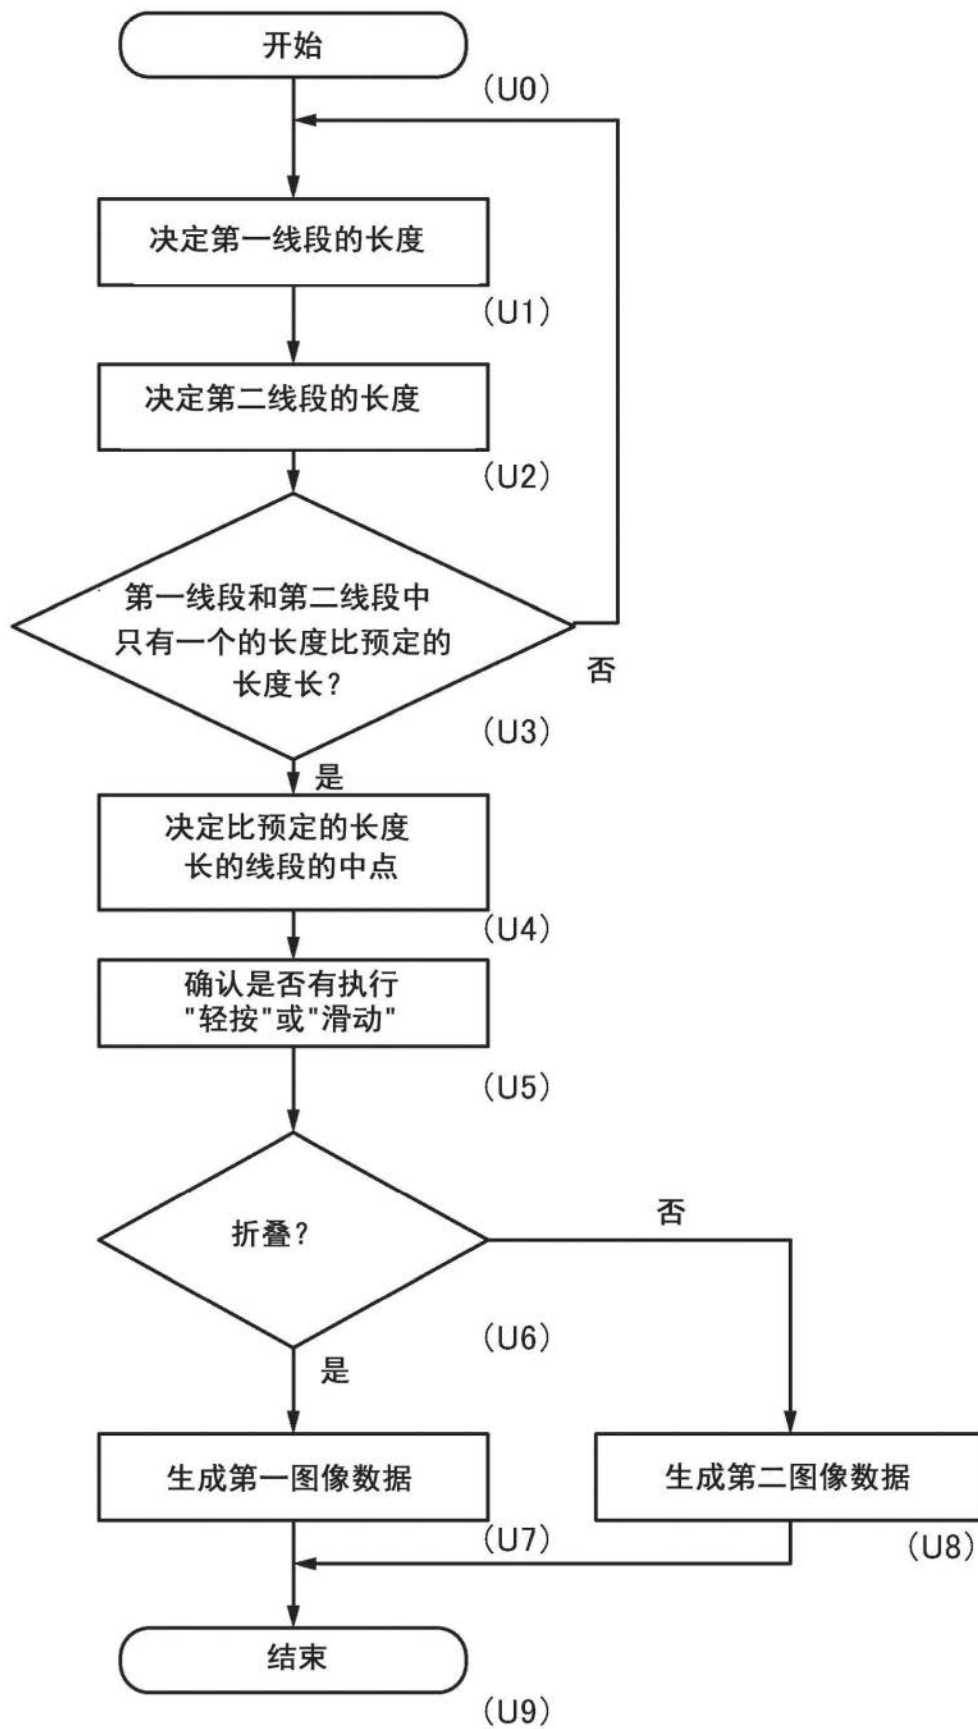 开始
（U0）
决定第一线段的长度
（U1）
决定第二线段的长度
（U2）
第一线段和第二线段中
只有一个的长度比预定的
长度长?
否
（U3）
是
决定比预定的长度
长的线段的中点
（U4）
确认是否有执行
"轻按"或"滑动"
（U5）
折叠?
否
（U6）
是
生成第一图像数据
（U7）
生成第二图像数据
（U8）
结束
（U9）